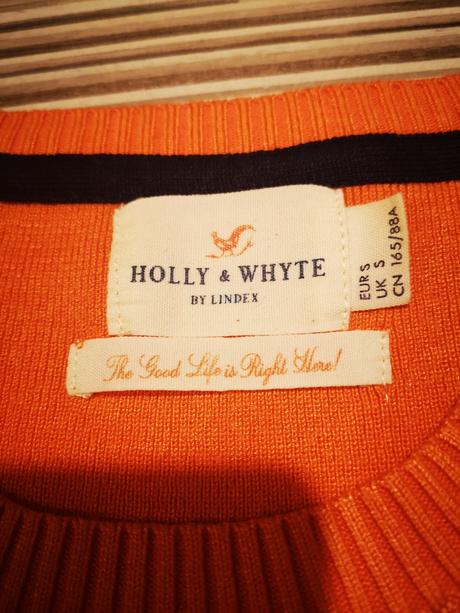 HOLLY & WHYTE
BY LINDEX
The Good Life is Right Here!
EUR S
UK S
CN 165/88A